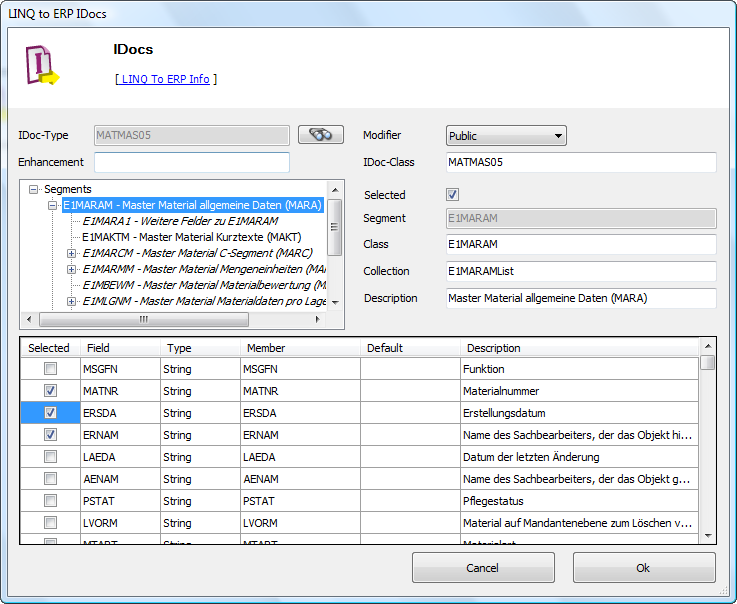 LINQ to ERP IDocs
IDocs
[ LINQ To ERP Info ]
IDoc-Type MATMAS05
Enhancement
Modifier Public
IDoc-Class MATMAS05
Segments
E1MARAM - Master Material allgemeine Daten (MARA)
E1MARA1 - Weitere Felder zu E1MARAM
E1MAKTM - Master Material Kurztexte (MAKT)
E1MARCM - Master Material C-Segment (MARC)
E1MARMM - Master Material Mengeneinheiten (MA
E1MBEWM - Master Material Materialbewertung (M
E1MLGNM - Master Material Materialdaten pro Lage
Selected
Segment E1MARAM
Class E1MARAM
Collection E1MARAMList
Description Master Material allgemeine Daten (MARA)
Selected Field Type Member Default Description
MSGFN String MSGFN Funktion
MATNR String MATNR Materialnummer
ERSDA String ERSDA Erstellungsdatum
ERNAM String ERNAM Name des Sachbearbeiters, der das Objekt hi...
LAEDA String LAEDA Datum der letzten Änderung
AENAM String AENAM Name des Sachbearbeiters, der das Objekt g...
PSTAT String PSTAT Pflegestatus
LVORM String LVORM Material auf Mandantenebene zum Löschen v...
MTART String MTART Materialart
Cancel Ok